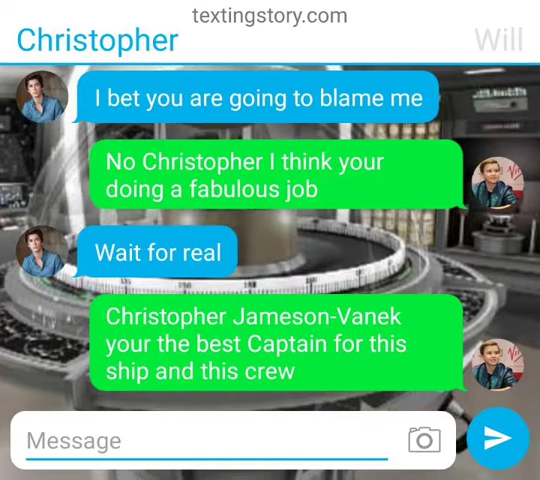 textingstory.com
Christopher
Will
I bet you are going to blame me
No Christopher I think your
doing a fabulous job
Wait for real
Christopher Jameson-Vanek
your the best Captain for this
ship and this crew
Message